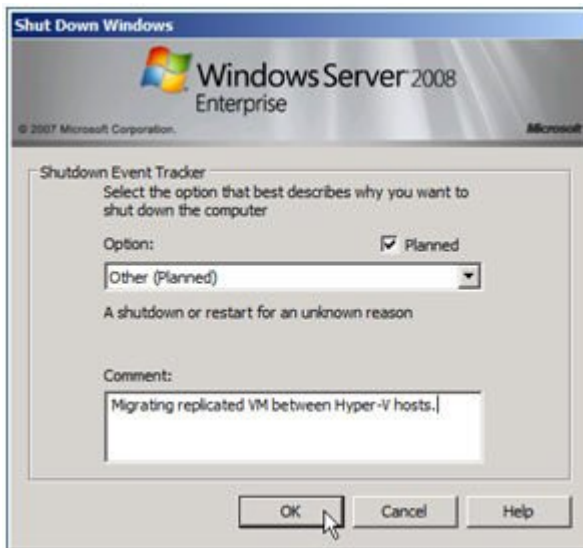 Shut Down Windows
Windows Server 2008
Enterprise
© 2007 Microsoft Corporation.
Microsoft
Shutdown Event Tracker
Select the option that best describes why you want to
shut down the computer
Option:
Planned
Other (Planned)
A shutdown or restart for an unknown reason
Comment:
Migrating replicated VM between Hyper-V hosts.
OK
Cancel
Help